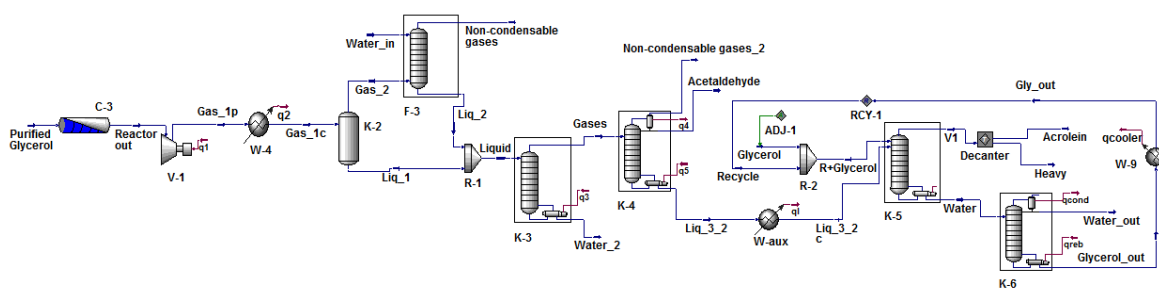 Purified
Glycerol
C-3
Reactor
out
V-1
q1
Gas_1p
q2
W-4
Gas_1c
K-2
Gas_2
Liq_1
Water_in
F-3
Non-condensable
gases
Liq_2
R-1
Liquid
K-3
q3
Water_2
Gases
K-4
q4
q5
Non-condensable gases_2
Acetaldehyde
Liq_3_2
W-aux
qI
Liq_3_2
c
ADJ-1
Glycerol
Recycle
R-2
R+Glycerol
RCY-1
K-5
V1
Decanter
Acrolein
Heavy
Water
K-6
qcond
Water_out
qreb
Glycerol_out
W-9
qcooler
Gly_out